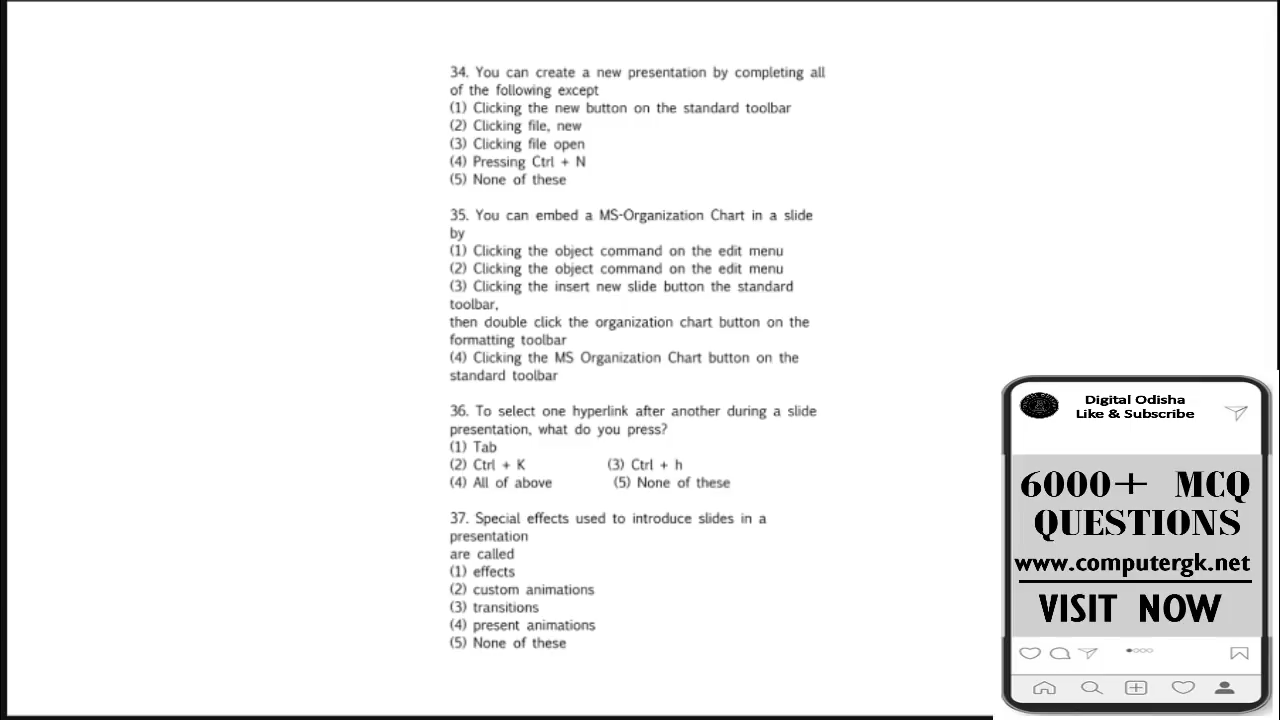 34. You can create a new presentation by completing all
of the following except
(1) Clicking the new button on the standard toolbar
(2) Clicking file, new
(3) Clicking file open
(4) Pressing Ctrl + N
(5) None of these
35. You can embed a MS-Organization Chart in a slide
by
(1) Clicking the object command on the edit menu
(2) Clicking the object command on the edit menu
(3) Clicking the insert new slide button the standard
toolbar,
then double click the organization chart button on the
formatting toolbar
(4) Clicking the MS Organization Chart button on the
standard toolbar
36. To select one hyperlink after another during a slide
presentation, what do you press?
(1) Tab
(2) Ctrl + K (3) Ctrl + h
(4) All of above (5) None of these
37. Special effects used to introduce slides in a
presentation
are called
(1) effects
(2) custom animations
(3) transitions
(4) present animations
(5) None of these
Digital Odisha
Like & Subscribe
6000+ MCQ
QUESTIONS
www.computergk.net
VISIT NOW